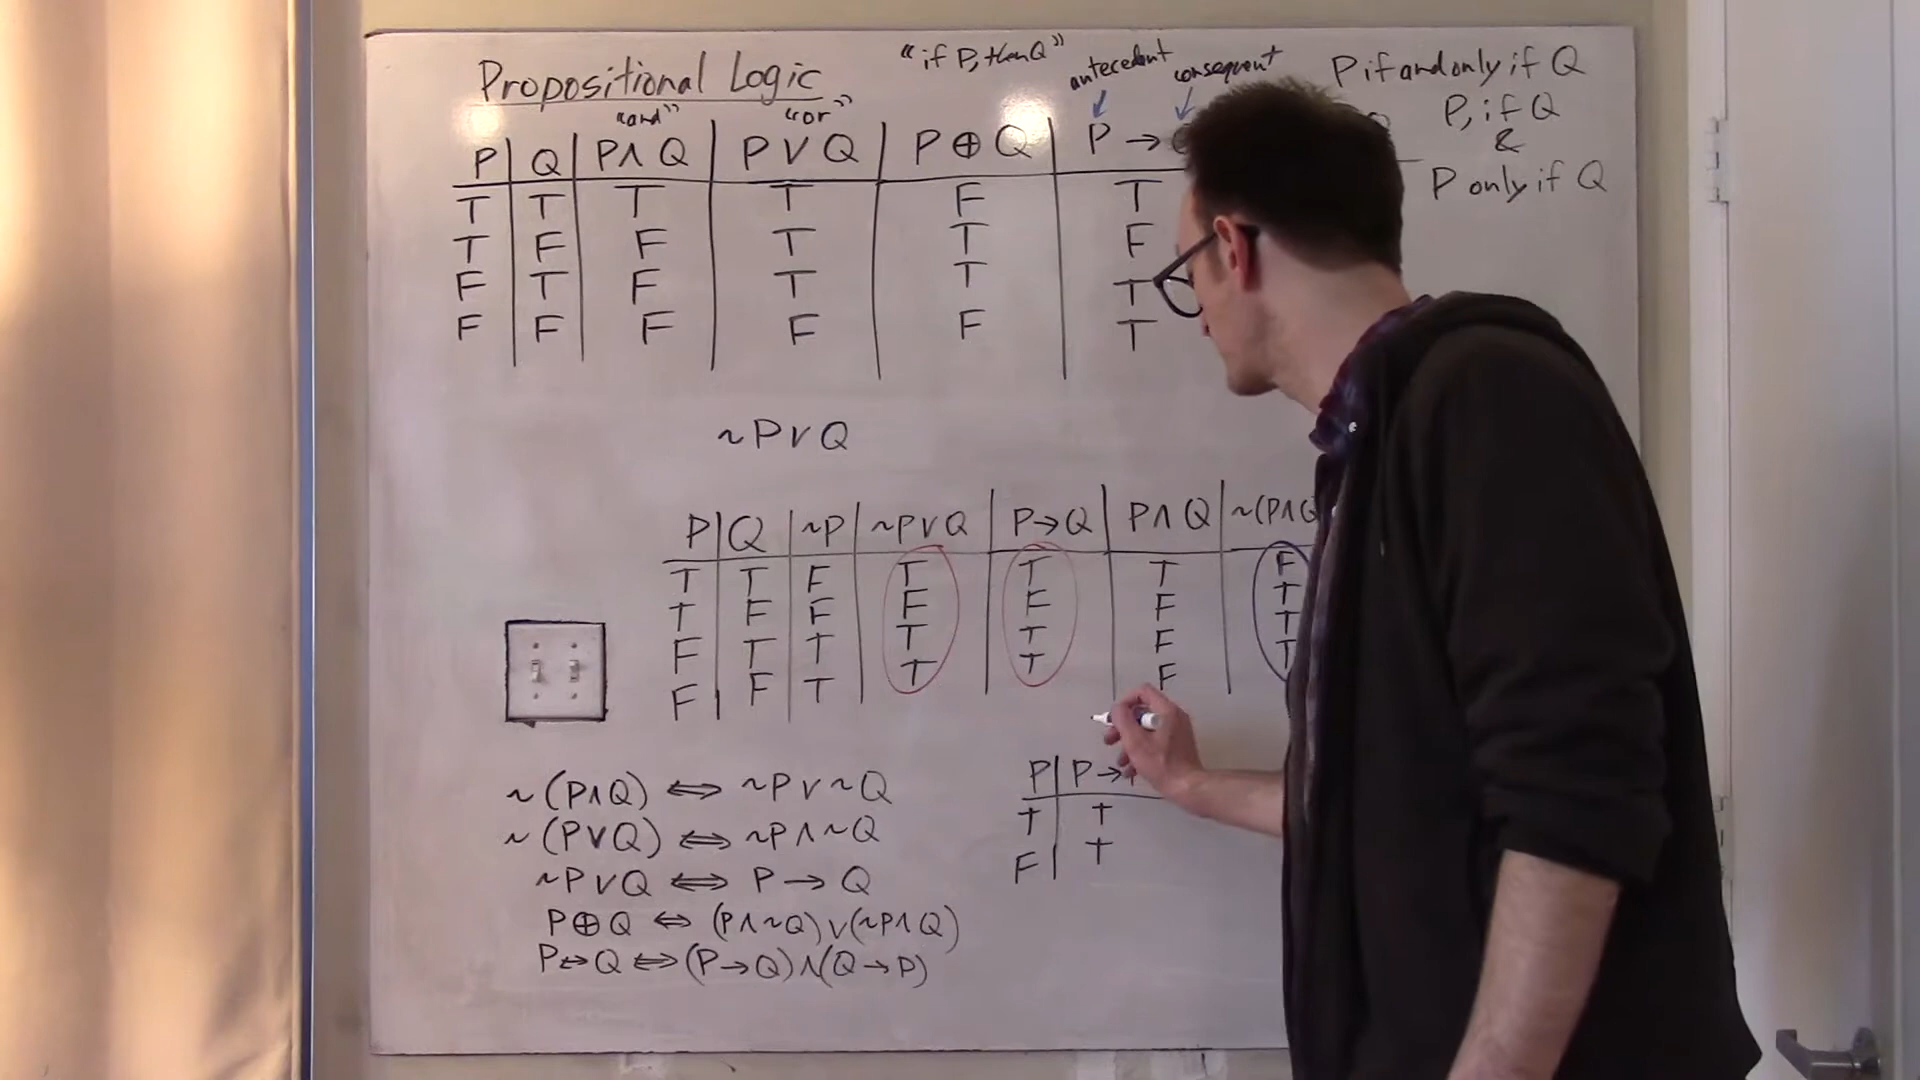 Propositional Logic
"if P, then Q"
antecedent
consequent
P if and only if Q
"and"
"or"
P, if Q
&
P only if Q
P Q P∧Q P∨Q P⊕Q P→
T T T T F T
T F F T T F
F T F T T T
F F F F F T
~P∨Q
P Q ~P ~P∨Q P→Q P∧Q ~(P∧Q
T T F T T T F
T F F F F F T
F T T T T F T
F F T T T F T
P P→
T T
F T
~(P∧Q) ⟺ ~P∨~Q
~(P∨Q) ⟺ ~P∧~Q
~P∨Q ⟺ P→Q
P⊕Q ⟺ (P∧~Q)∨(~P∧Q)
P↔Q ⟺ (P→Q)∧(Q→P)